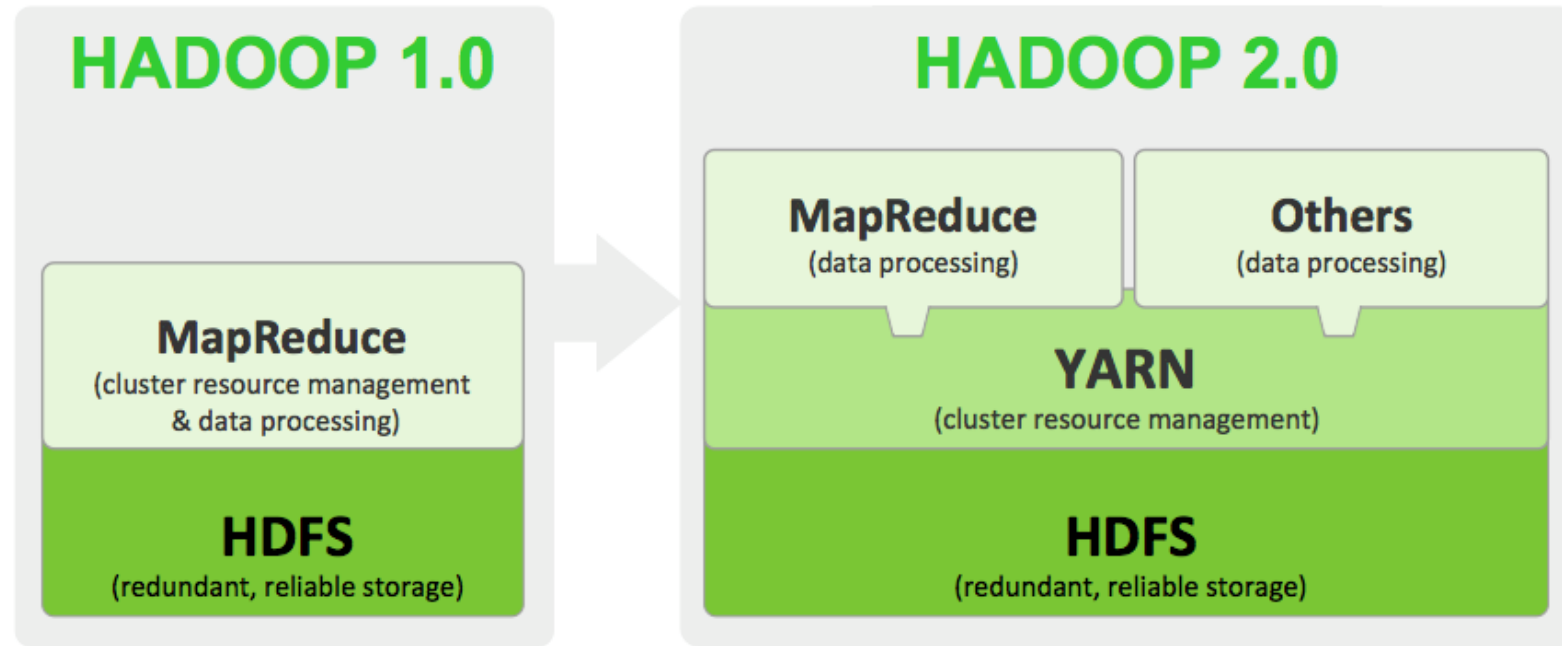 HADOOP 1.0
MapReduce
(cluster resource management
& data processing)
HDFS
(redundant, reliable storage)
HADOOP 2.0
MapReduce
(data processing)
Others
(data processing)
YARN
(cluster resource management)
HDFS
(redundant, reliable storage)